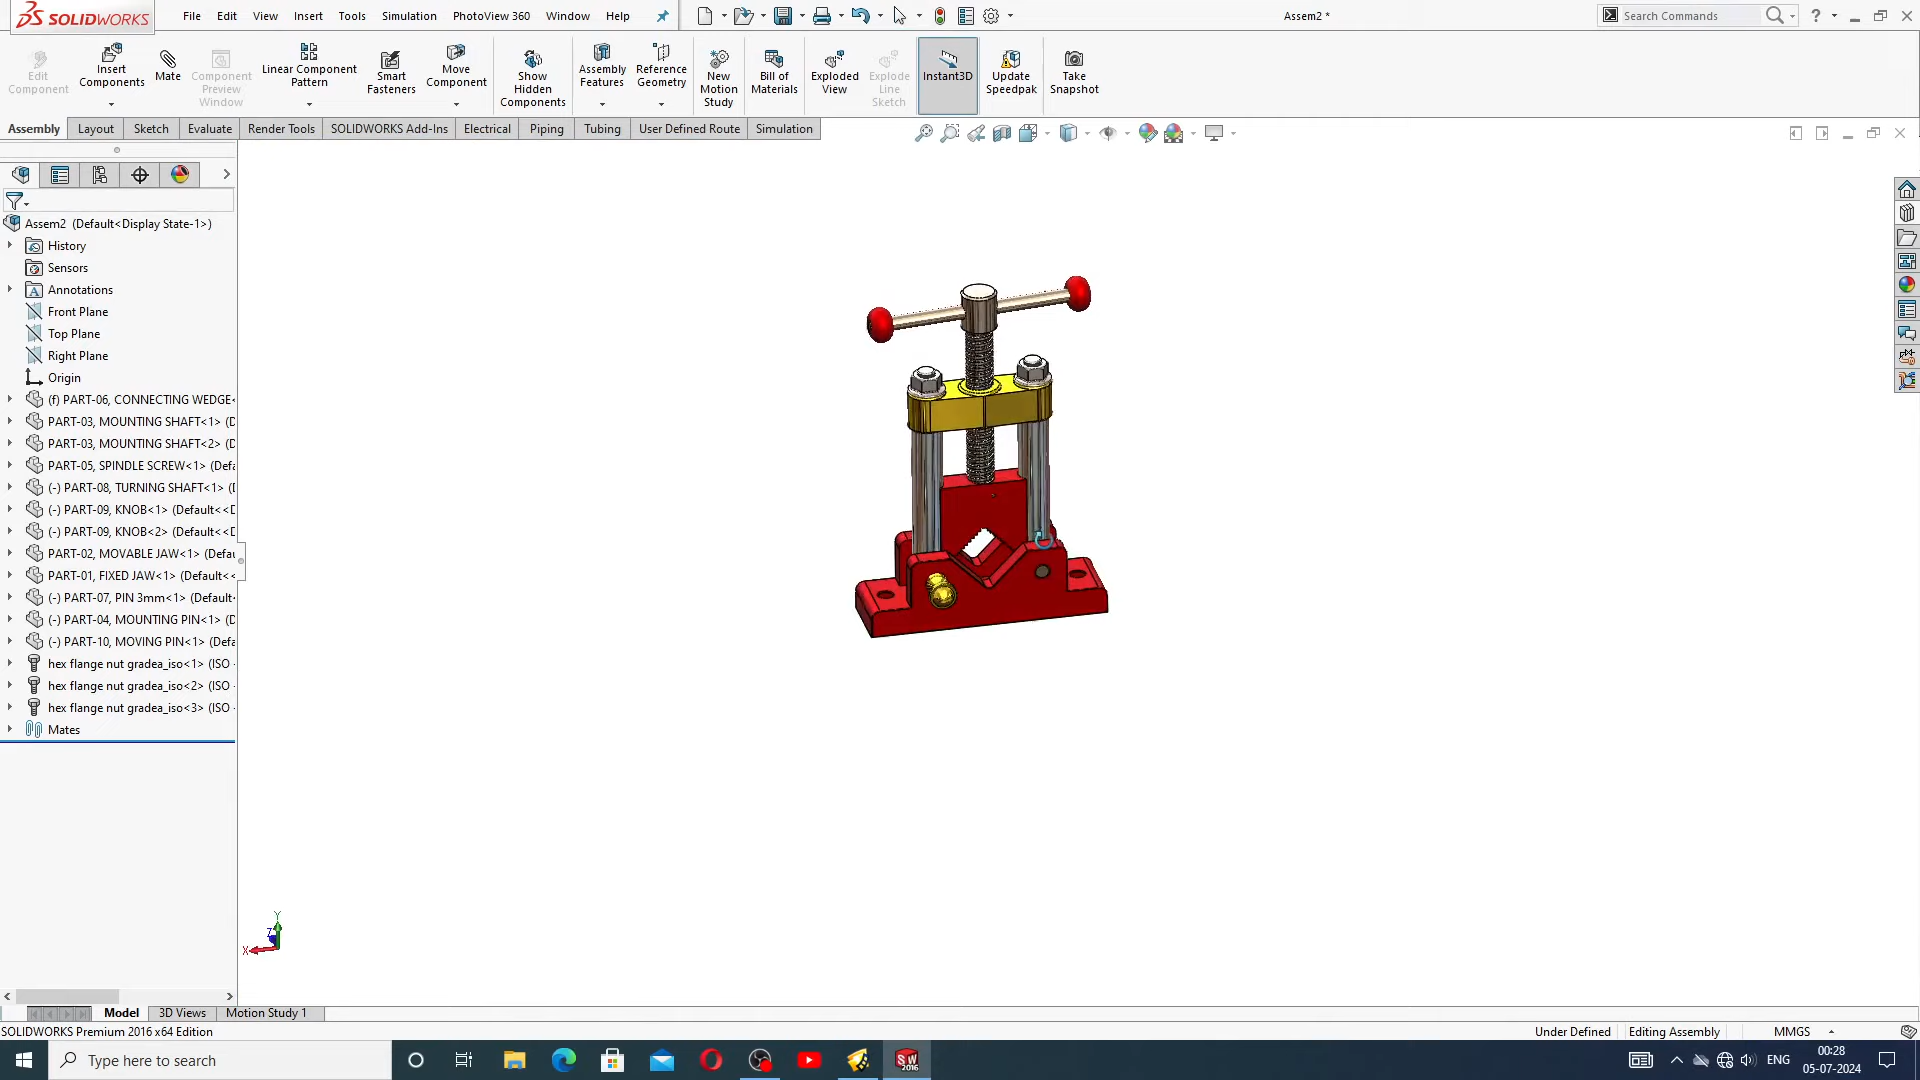 SOLIDWORKS File Edit View Insert Tools Simulation PhotoView 360 Window Help Assem2 * Search Commands ?
Edit Component
Insert Components
Mate
Component Preview Window
Linear Component Pattern
Smart Fasteners
Move Component
Show Hidden Components
Assembly Features
Reference Geometry
New Motion Study
Bill of Materials
Exploded View
Explode Line Sketch
Instant3D
Update Speedpak
Take Snapshot
Assembly Layout Sketch Evaluate Render Tools SOLIDWORKS Add-Ins Electrical Piping Tubing User Defined Route Simulation
Assem2 (Default<Display State-1>)
History
Sensors
Annotations
Front Plane
Top Plane
Right Plane
Origin
(f) PART-06, CONNECTING WEDGE<
PART-03, MOUNTING SHAFT<1> (D
PART-03, MOUNTING SHAFT<2> (D
PART-05, SPINDLE SCREW<1> (Defa
(-) PART-08, TURNING SHAFT<1> (D
(-) PART-09, KNOB<1> (Default<<D
(-) PART-09, KNOB<2> (Default<<D
PART-02, MOVABLE JAW<1> (Defau
PART-01, FIXED JAW<1> (Default<<
(-) PART-07, PIN 3mm<1> (Default<
(-) PART-04, MOUNTING PIN<1> (D
(-) PART-10, MOVING PIN<1> (Defa
hex flange nut gradea_iso<1> (ISO -
hex flange nut gradea_iso<2> (ISO -
hex flange nut gradea_iso<3> (ISO -
Mates
Y
Z
X
Model 3D Views Motion Study 1
SOLIDWORKS Premium 2016 x64 Edition Under Defined Editing Assembly MMGS
Type here to search SW 2016 ENG 00:28
05-07-2024